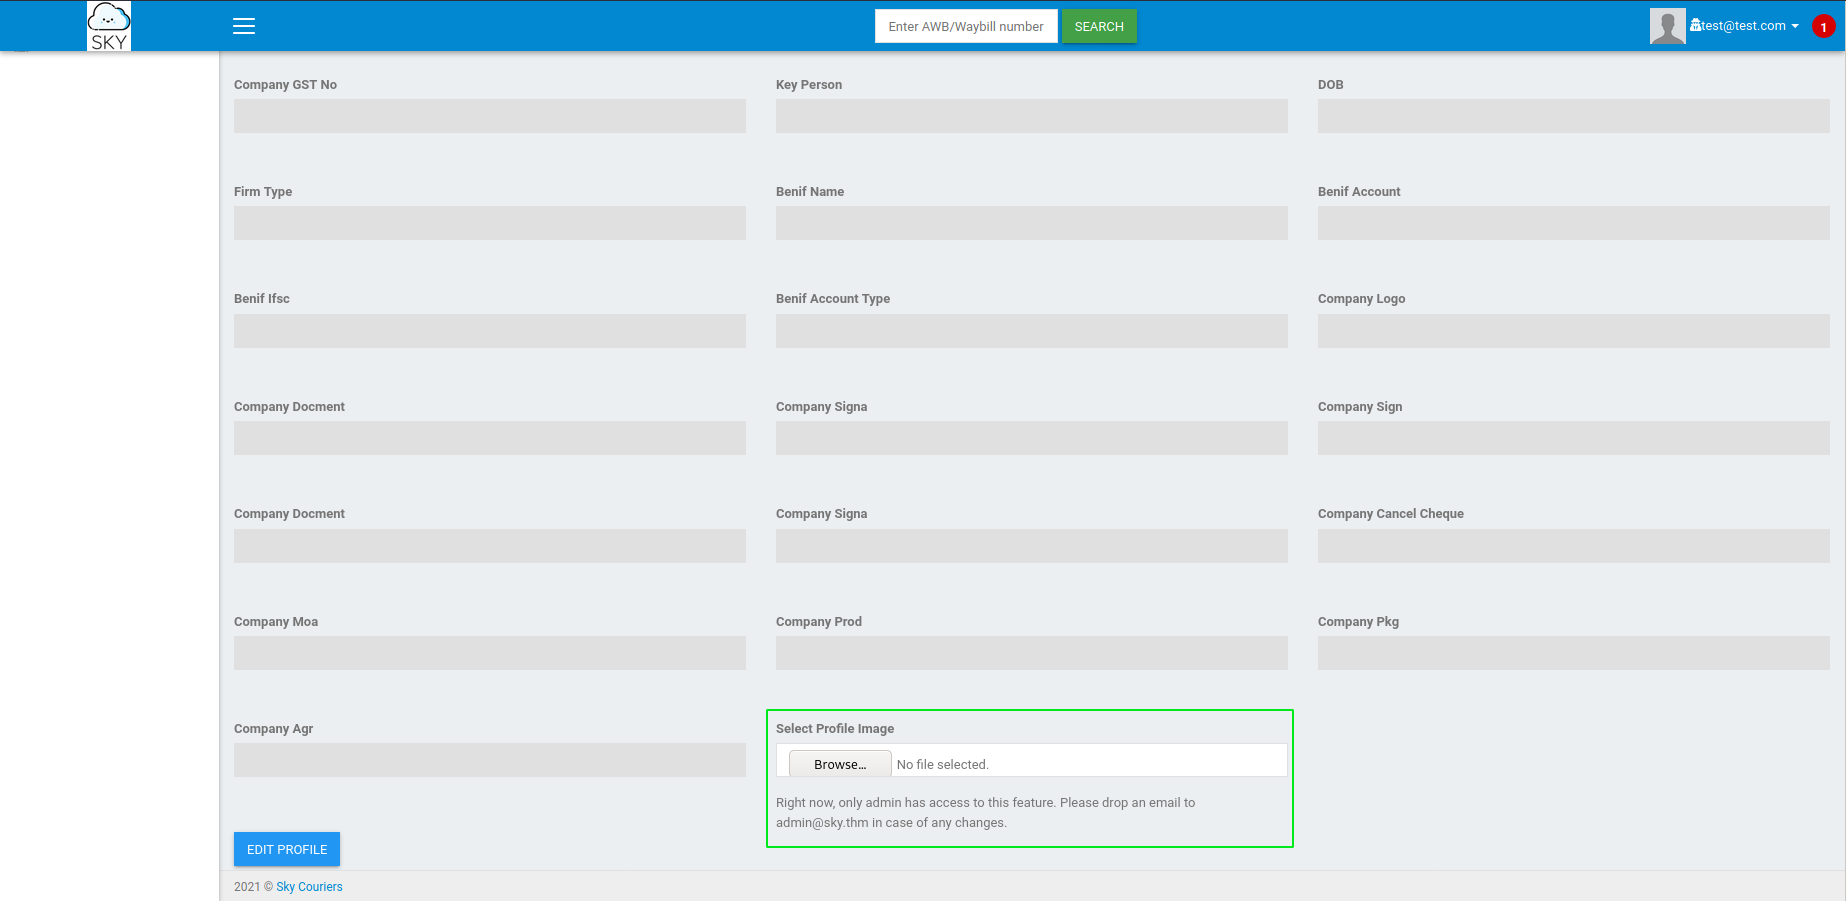 SKY
Enter AWB/Waybill number
SEARCH
test@test.com
1
Company GST No
Key Person
DOB
Firm Type
Benif Name
Benif Account
Benif Ifsc
Benif Account Type
Company Logo
Company Docment
Company Signa
Company Sign
Company Docment
Company Signa
Company Cancel Cheque
Company Moa
Company Prod
Company Pkg
Company Agr
Select Profile Image
Browse... No file selected.
Right now, only admin has access to this feature. Please drop an email to
admin@sky.thm in case of any changes.
EDIT PROFILE
2021 © Sky Couriers